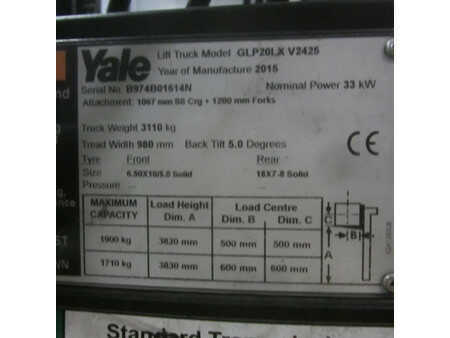 Yale
Lift Truck Model GLP20LX V2425
Year of Manufacture 2015
Serial No. B974B01614N
Nominal Power 33 kW
Attachment: 1067 mm SS Crg + 1200 mm Forks
Truck Weight 3110 kg
Tread Width 980 mm Back Tilt 5.0 Degrees
Tyre Front Rear
Size 6.50X10/5.0 Solid 18X7-8 Solid
Pressure
CE
MAXIMUM CAPACITY Load Height Dim. A Load Centre Dim. B Dim. C
1900 kg 3830 mm 500 mm 500 mm
1710 kg 3830 mm 600 mm 600 mm
C
B
A